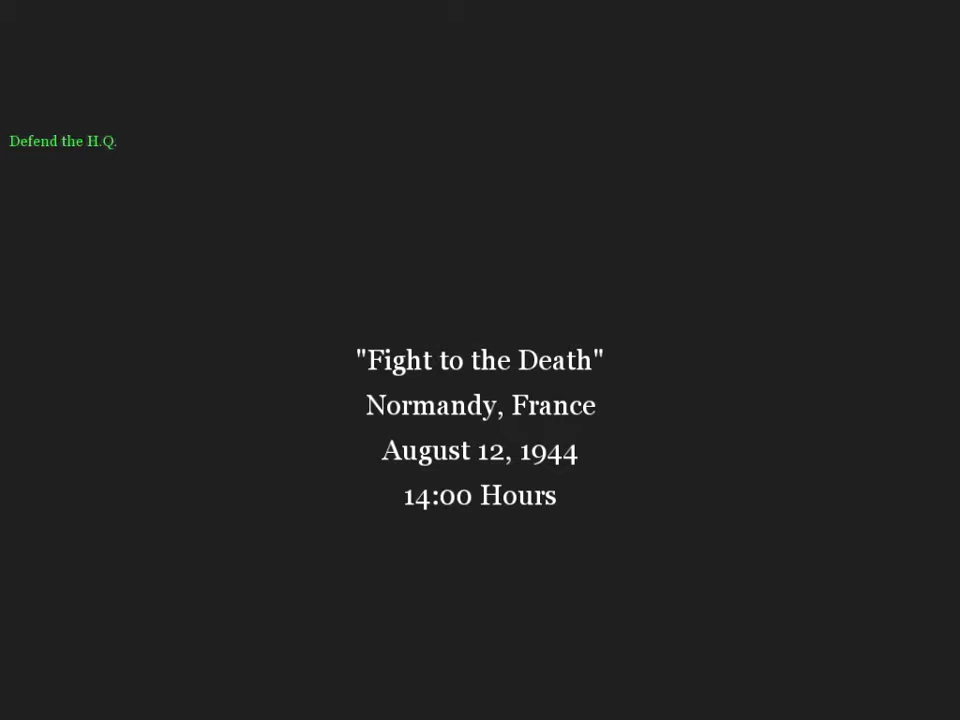 Defend the H.Q.
"Fight to the Death"
Normandy, France
August 12, 1944
14:00 Hours